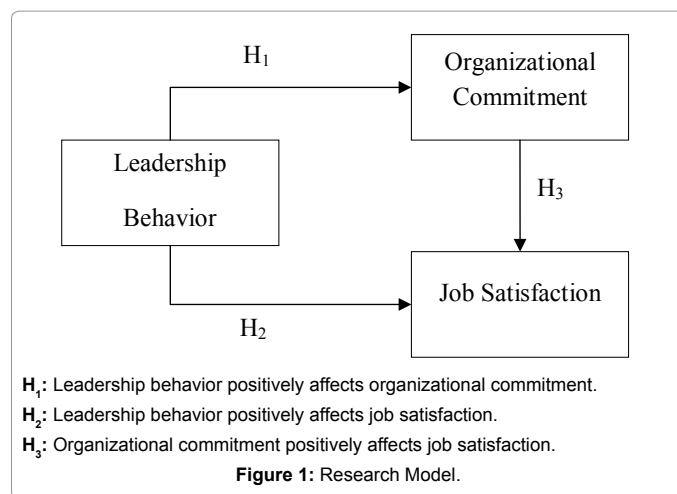 H₁
Organizational
Commitment
Leadership
Behavior
H₃
Job Satisfaction
H₂
H₁: Leadership behavior positively affects organizational commitment.
H₂: Leadership behavior positively affects job satisfaction.
H₃: Organizational commitment positively affects job satisfaction.
Figure 1: Research Model.